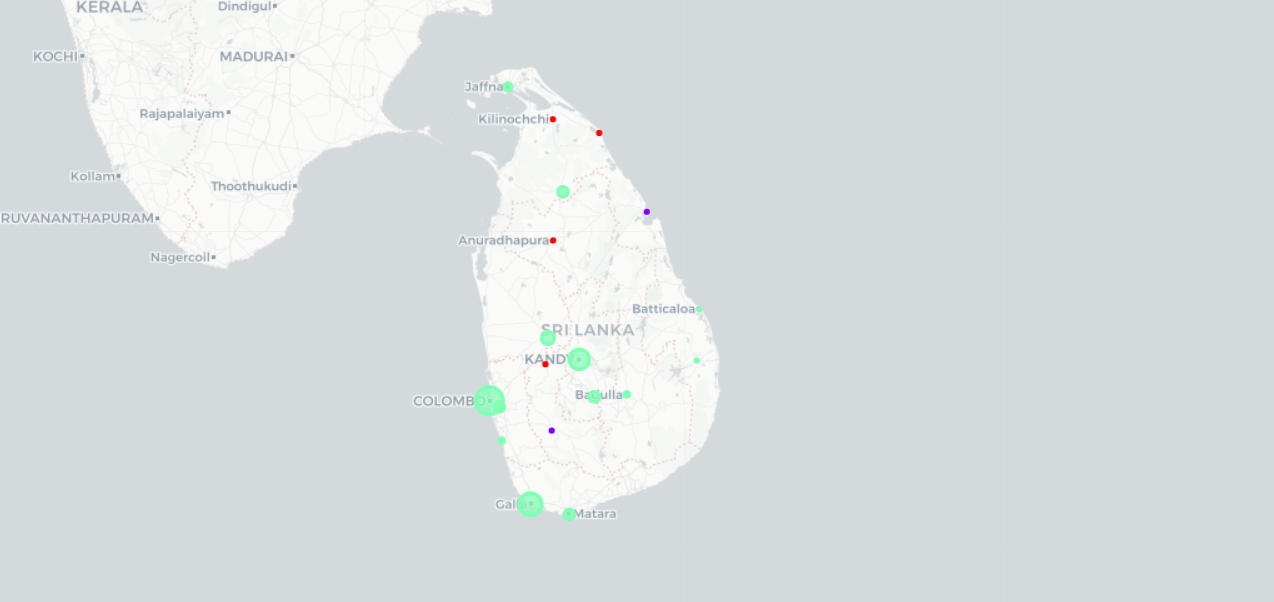 KERALA
Dindigul
KOCHI
MADURAI
Jaffna
Rajapalaiyam
Kilinochchi
Kollam
Thoothukudi
RUVANANTHAPURAM
Anuradhapura
Nagercoil
Batticaloa
SRI LANKA
KANDY
Badulla
COLOMBO
Galle
Matara